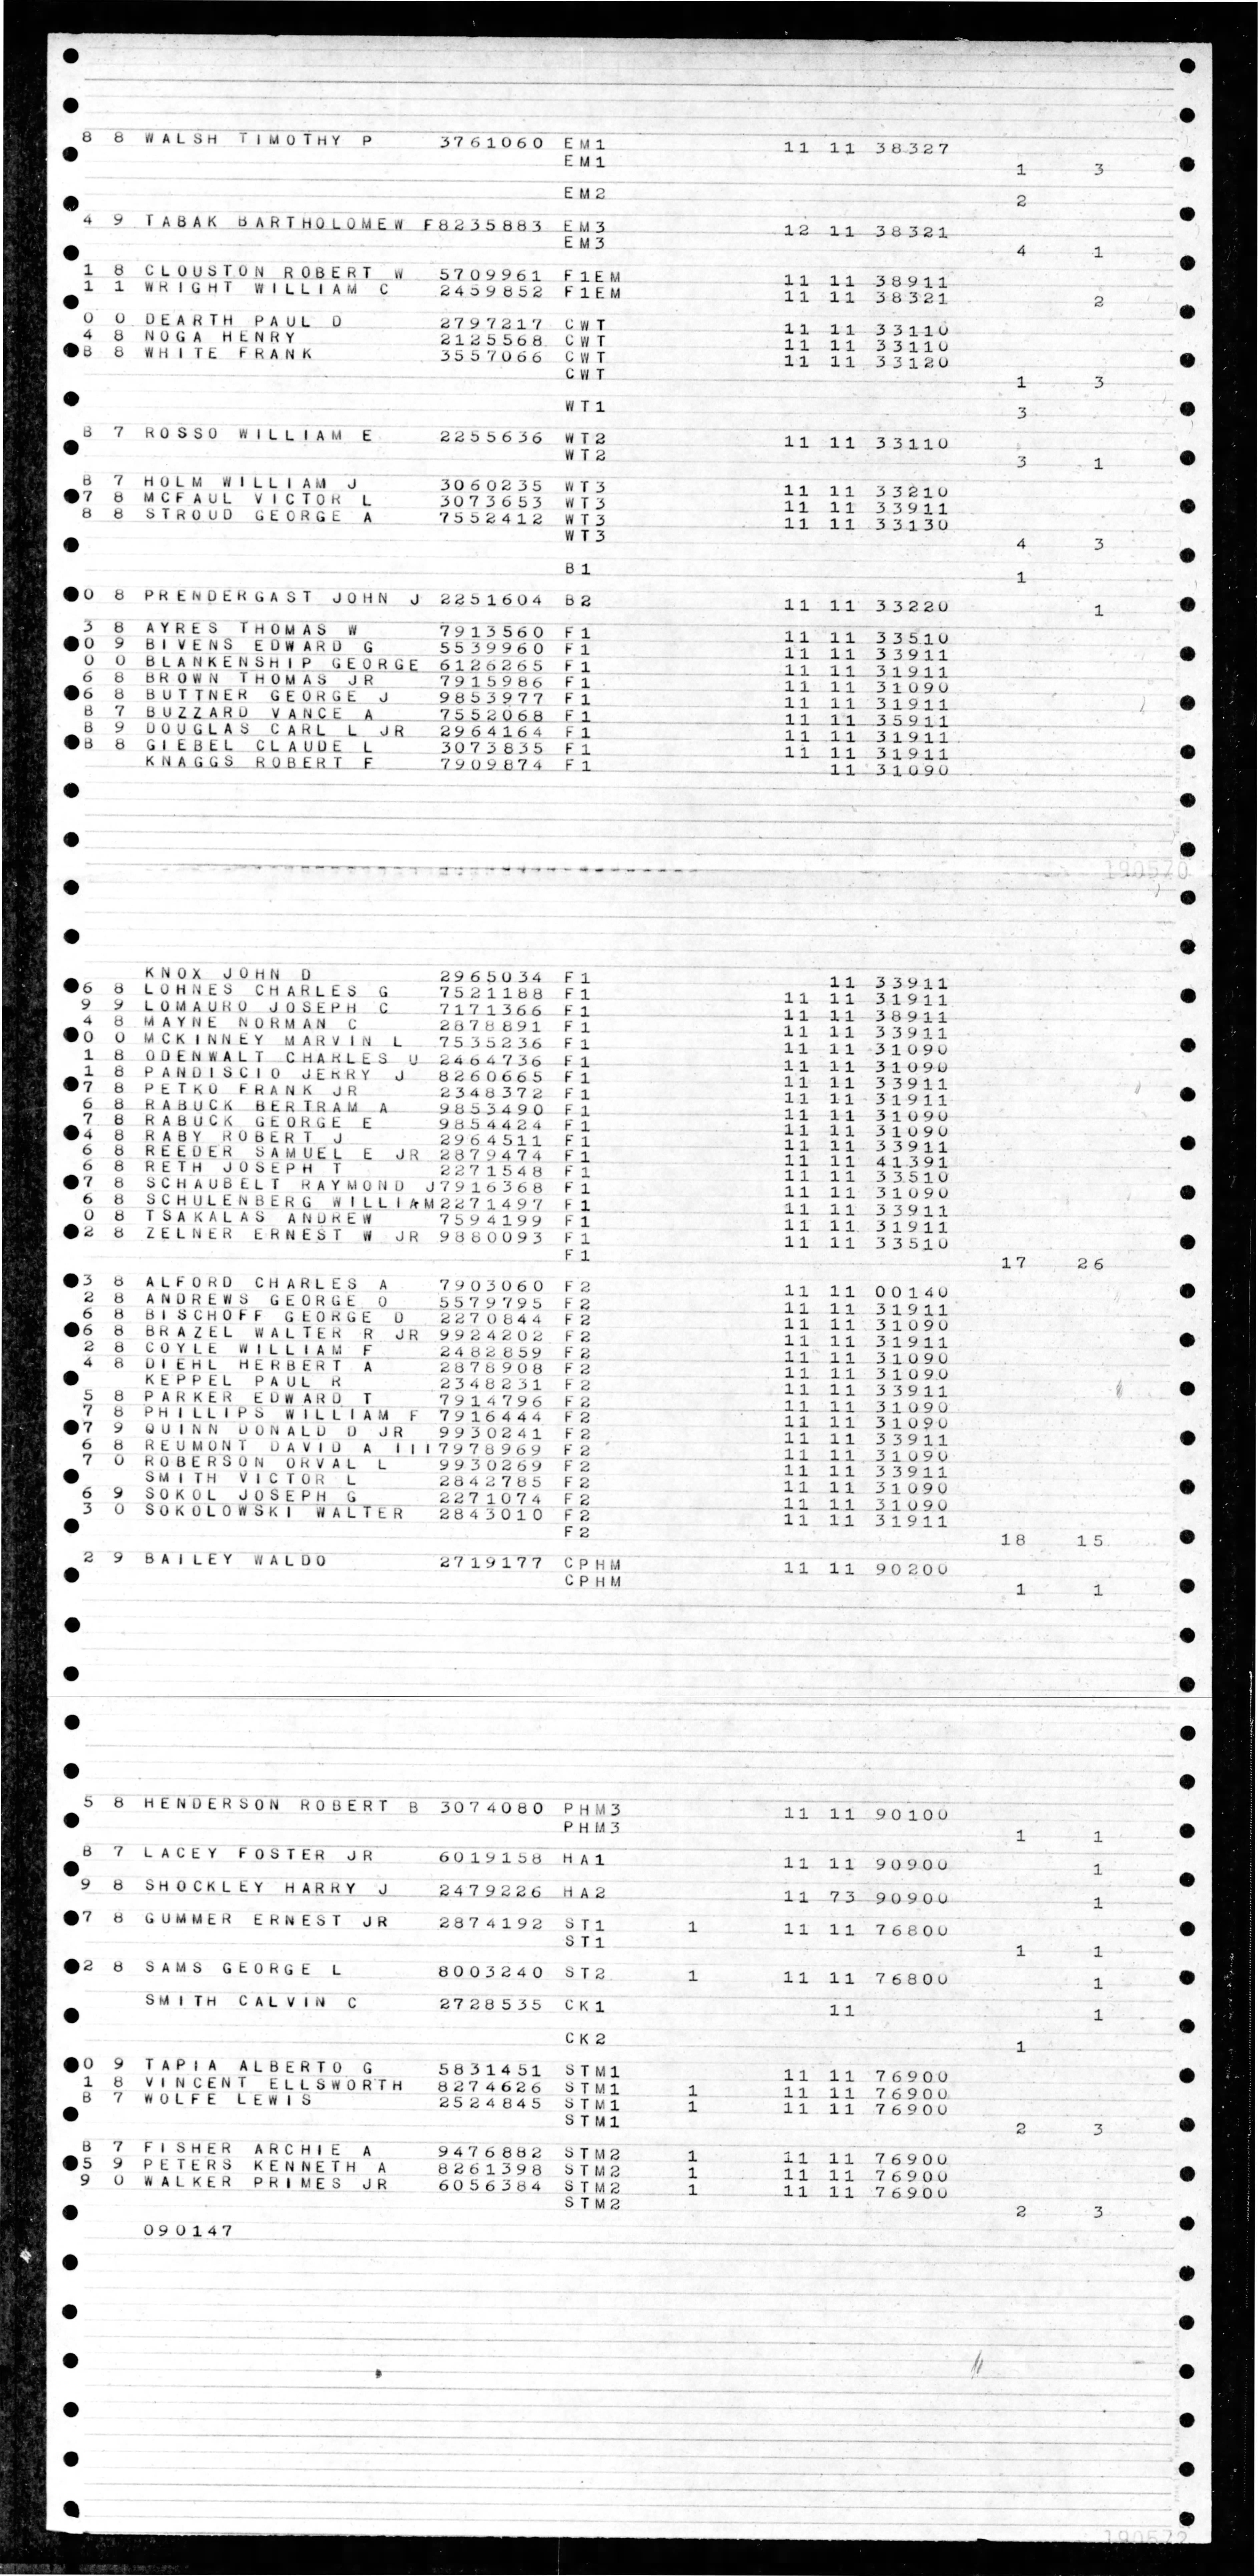 8 8 WALSH TIMOTHY P 3761060 EM1 11 11 38327
EM1 1 3
EM2 2
4 9 TABAK BARTHOLOMEW F8235883 EM3 12 11 38321
EM3 4 1
1 8 CLOUSTON ROBERT W 5709961 F1EM 11 11 38911
1 1 WRIGHT WILLIAM C 2459852 F1EM 11 11 38321 2
0 0 DEARTH PAUL D 2797217 CWT 11 11 33110
4 8 NOGA HENRY 2125568 CWT 11 11 33110
8 8 WHITE FRANK 3557066 CWT 11 11 33120
CWT 1 3
WT1 3
8 7 ROSSO WILLIAM E 2255636 WT2 11 11 33110
WT2 3 1
8 7 HOLM WILLIAM J 3060235 WT3 11 11 33210
7 8 MCFAUL VICTOR L 3073653 WT3 11 11 33911
8 8 STROUD GEORGE A 7552412 WT3 11 11 33130
WT3 4 3
B1 1
0 8 PRENDERGAST JOHN J 2251604 B2 11 11 33220 1
3 8 AYRES THOMAS W 7913560 F1 11 11 33510
0 9 BIVENS EDWARD G 5539960 F1 11 11 33911
0 0 BLANKENSHIP GEORGE 6126265 F1 11 11 31911
6 8 BROWN THOMAS JR 7915986 F1 11 11 31090
6 8 BUTTNER GEORGE J 9853977 F1 11 11 31911
8 7 BUZZARD VANCE A 7552068 F1 11 11 35911
8 9 DOUGLAS CARL L JR 2964164 F1 11 11 31911
8 8 GIEBEL CLAUDE L 3073835 F1 11 11 31911
KNAGGS ROBERT F 7909874 F1 11 31090
190570
KNOX JOHN D 2965034 F1 11 33911
6 8 LOHNES CHARLES G 7521188 F1 11 11 31911
9 9 LOMAURO JOSEPH C 7171366 F1 11 11 38911
4 8 MAYNE NORMAN C 2878891 F1 11 11 33911
0 0 MCKINNEY MARVIN L 7535236 F1 11 11 31090
1 8 ODENWALT CHARLES U 2464736 F1 11 11 31090
1 8 PANDISCIO JERRY J 8260665 F1 11 11 33911
7 8 PETKO FRANK JR 2348372 F1 11 11 31911
6 8 RABUCK BERTRAM A 9853490 F1 11 11 31090
7 8 RABUCK GEORGE E 9854424 F1 11 11 31090
4 8 RABY ROBERT J 2964511 F1 11 11 33911
6 8 REEDER SAMUEL E JR 2879474 F1 11 11 41391
6 8 RETH JOSEPH T 2271548 F1 11 11 33510
7 8 SCHAUBELT RAYMOND J7916368 F1 11 11 31090
6 8 SCHULENBERG WILLIAM2271497 F1 11 11 33911
0 8 TSAKALAS ANDREW 7594199 F1 11 11 31911
2 8 ZELNER ERNEST W JR 9880093 F1 11 11 33510
F1 17 26
3 8 ALFORD CHARLES A 7903060 F2 11 11 00140
2 8 ANDREWS GEORGE O 5579795 F2 11 11 31911
6 8 BISCHOFF GEORGE D 2270844 F2 11 11 31090
6 8 BRAZEL WALTER R JR 9924202 F2 11 11 31911
2 8 COYLE WILLIAM F 2482859 F2 11 11 31090
4 8 DIEHL HERBERT A 2878908 F2 11 11 31090
KEPPEL PAUL R 2348231 F2 11 11 33911
5 8 PARKER EDWARD T 7914796 F2 11 11 31090
7 8 PHILLIPS WILLIAM F 7916444 F2 11 11 31090
7 9 QUINN DONALD D JR 9930241 F2 11 11 33911
6 8 REUMONT DAVID A III7978969 F2 11 11 31090
7 0 ROBERSON ORVAL L 9930269 F2 11 11 33911
SMITH VICTOR L 2842785 F2 11 11 31090
6 9 SOKOL JOSEPH G 2271074 F2 11 11 31090
3 0 SOKOLOWSKI WALTER 2843010 F2 11 11 31911
F2 18 15
2 9 BAILEY WALDO 2719177 CPHM 11 11 90200
CPHM 1 1
5 8 HENDERSON ROBERT B 3074080 PHM3 11 11 90100
PHM3 1 1
8 7 LACEY FOSTER JR 6019158 HA1 11 11 90900 1
9 8 SHOCKLEY HARRY J 2479226 HA2 11 73 90900 1
7 8 GUMMER ERNEST JR 2874192 ST1 1 11 11 76800
ST1 1 1
2 8 SAMS GEORGE L 8003240 ST2 1 11 11 76800 1
SMITH CALVIN C 2728535 CK1 11 1
CK2 1
0 9 TAPIA ALBERTO G 5831451 STM1 11 11 76900
1 8 VINCENT ELLSWORTH 8274626 STM1 1 11 11 76900
8 7 WOLFE LEWIS 2524845 STM1 1 11 11 76900
STM1 2 3
8 7 FISHER ARCHIE A 9476882 STM2 1 11 11 76900
5 9 PETERS KENNETH A 8261398 STM2 1 11 11 76900
9 0 WALKER PRIMES JR 6056384 STM2 1 11 11 76900
STM2 2 3
090147
190572